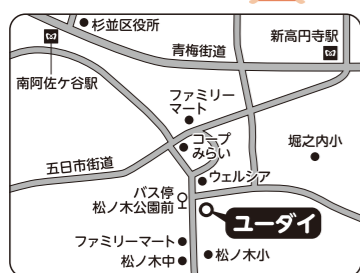 杉並区役所
新高円寺駅
青梅街道
南阿佐ケ谷駅
ファミリー
マート
コープ
みらい
堀之内小
五日市街道
ウェルシア
バス停
松ノ木公園前
ユーダイ
ファミリーマート
松ノ木小
松ノ木中